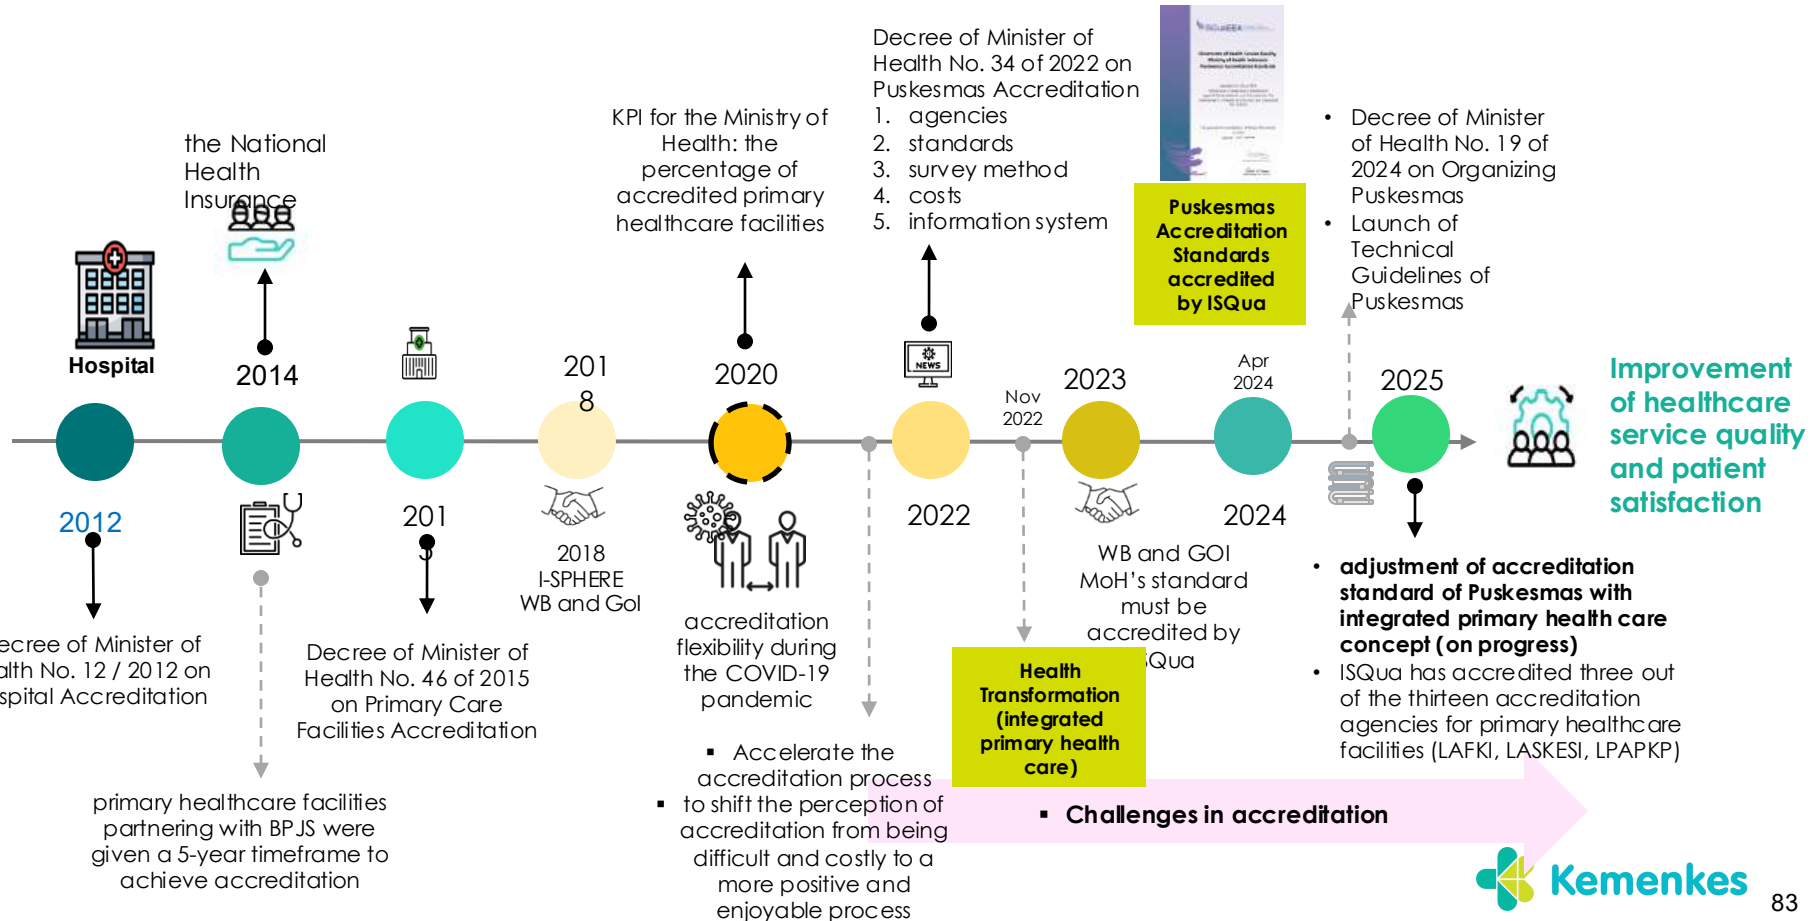 the National
Health
Insurance
Hospital
2014
KPI for the Ministry of
Health: the
percentage of
accredited primary
healthcare facilities
Decree of Minister of
Health No. 34 of 2022 on
Puskesmas Accreditation
1. agencies
2. standards
3. survey method
4. costs
5. information system
Puskesmas
Accreditation
Standards
accredited
by ISQua
• Decree of Minister
of Health No. 19 of
2024 on Organizing
Puskesmas
• Launch of
Technical
Guidelines of
Puskesmas
201
8
2020
NEWS
Nov
2022
2023
Apr
2024
2025
Improvement
of healthcare
service quality
and patient
satisfaction
2012
201
2018
I-SPHERE
WB and GoI
2022
2024
ecree of Minister of
alth No. 12 / 2012 on
spital Accreditation
primary healthcare facilities
partnering with BPJS were
given a 5-year timeframe to
achieve accreditation
Decree of Minister of
Health No. 46 of 2015
on Primary Care
Facilities Accreditation
accreditation
flexibility during
the COVID-19
pandemic
▪ Accelerate the
accreditation process
▪ to shift the perception of
accreditation from being
difficult and costly to a
more positive and
enjoyable process
Health
Transformation
(integrated
primary health
care)
WB and GOI
MoH's standard
must be
accredited by
SQua
• adjustment of accreditation
standard of Puskesmas with
integrated primary health care
concept (on progress)
• ISQua has accredited three out
of the thirteen accreditation
agencies for primary healthcare
facilities (LAFKI, LASKESI, LPAPKP)
▪ Challenges in accreditation
Kemenkes
83